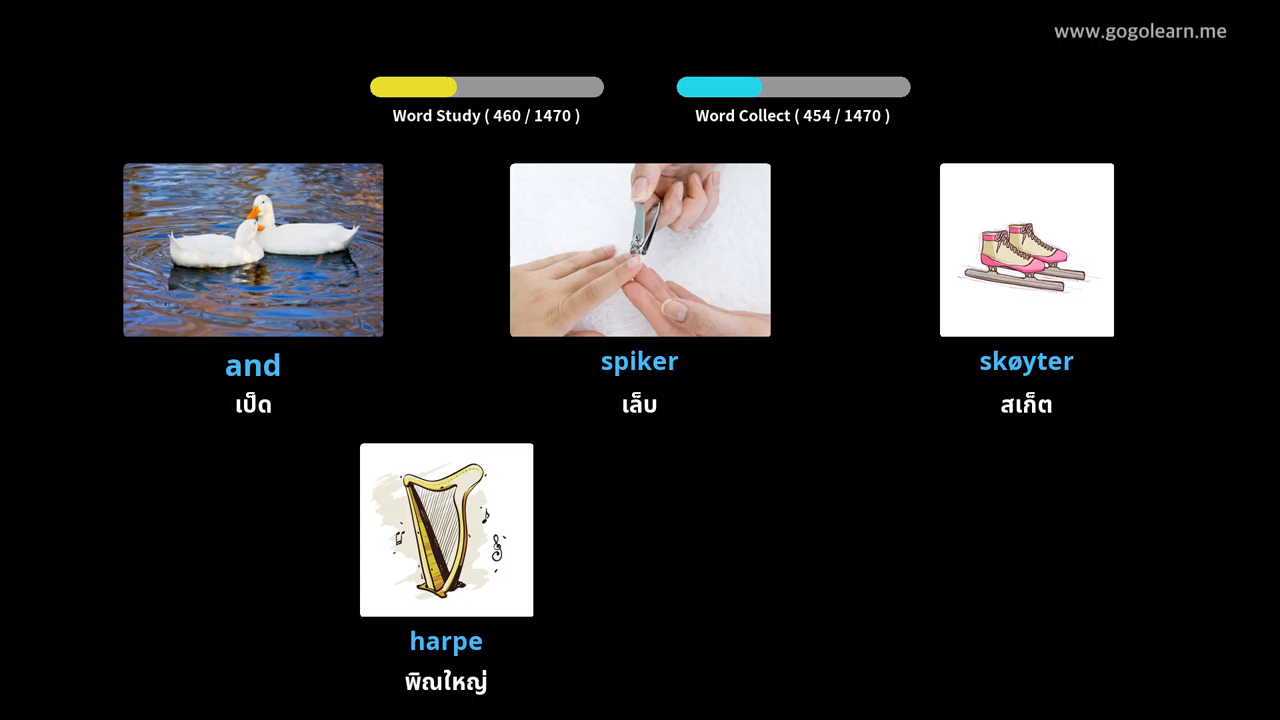 www.gogolearn.me
Word Study ( 460 / 1470 )
Word Collect ( 454 / 1470 )
and
spiker
skøyter
เป็ด
เล็บ
สเก็ต
harpe
พิณใหญ่